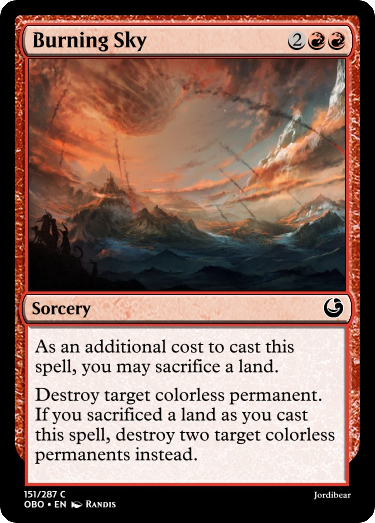 Burning Sky 2
Sorcery
As an additional cost to cast this
spell, you may sacrifice a land.
Destroy target colorless permanent.
If you sacrificed a land as you cast
this spell, destroy two target colorless
permanents instead.
151/287 C
OBO • EN Randis
Jordibear